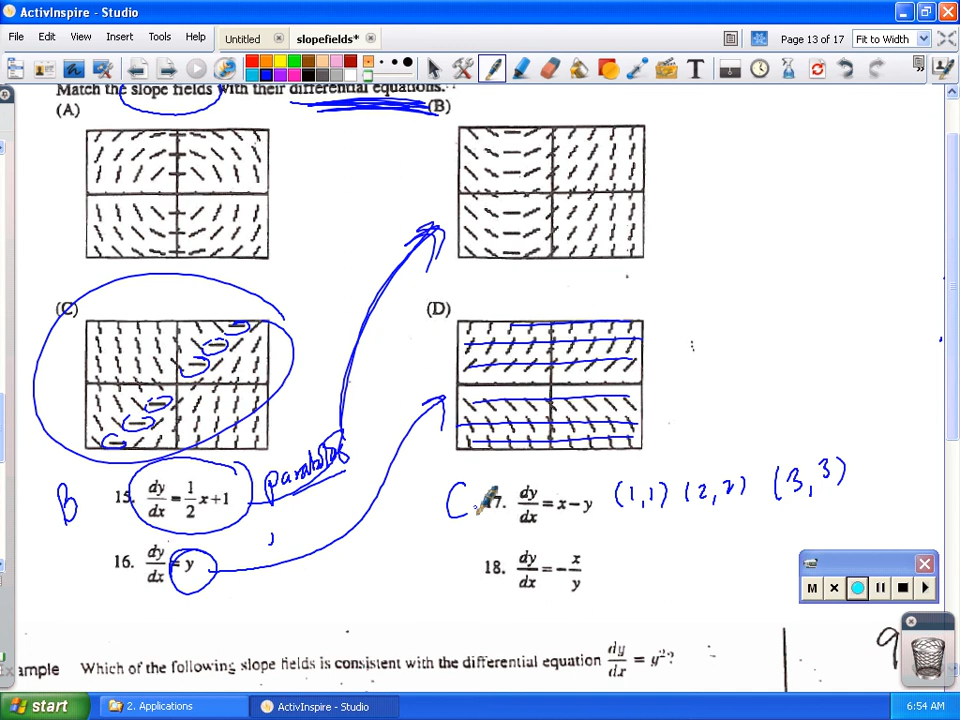 ActivInspire - Studio
File Edit View Insert Tools Help
Untitled slopefields* Page 13 of 17 Fit to Width
Match the slope fields with their differential equations.
(A) (B)
(C) (D)
B 15. dy/dx = 1/2 x + 1 parabolas
C 17. dy/dx = x − y (1,1) (2,2) (3,3)
16. dy/dx = y
18. dy/dx = − x/y
M
Example Which of the following slope fields is consistent with the differential equation dy/dx = y²?
9
start 2. Applications ActivInspire - Studio 6:54 AM